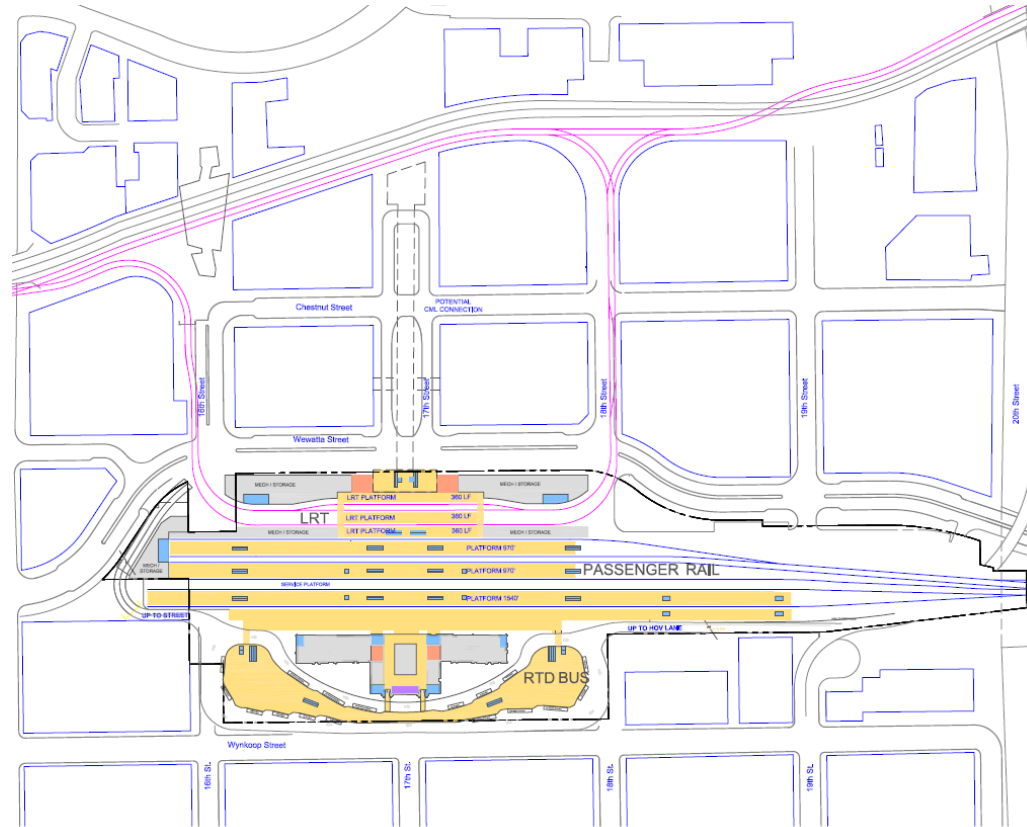 Chestnut Street
POTENTIAL
CML CONNECTION
16th Street
17th Street
18th Street
19th Street
20th Street
Wewatta Street
MECH / STORAGE
MECH / STORAGE
LRT PLATFORM 360 LF
LRT
LRT PLATFORM 360 LF
MECH / STORAGE
LRT PLATFORM 360 LF
MECH / STORAGE
PLATFORM 970'
MECH /
STORAGE
PLATFORM 970'
PASSENGER RAIL
SERVICE PLATFORM
PLATFORM 1540'
UP TO STREET
UP TO HOV LANE
RTD BUS
Wynkoop Street
16th St.
17th St.
18th St.
19th St.